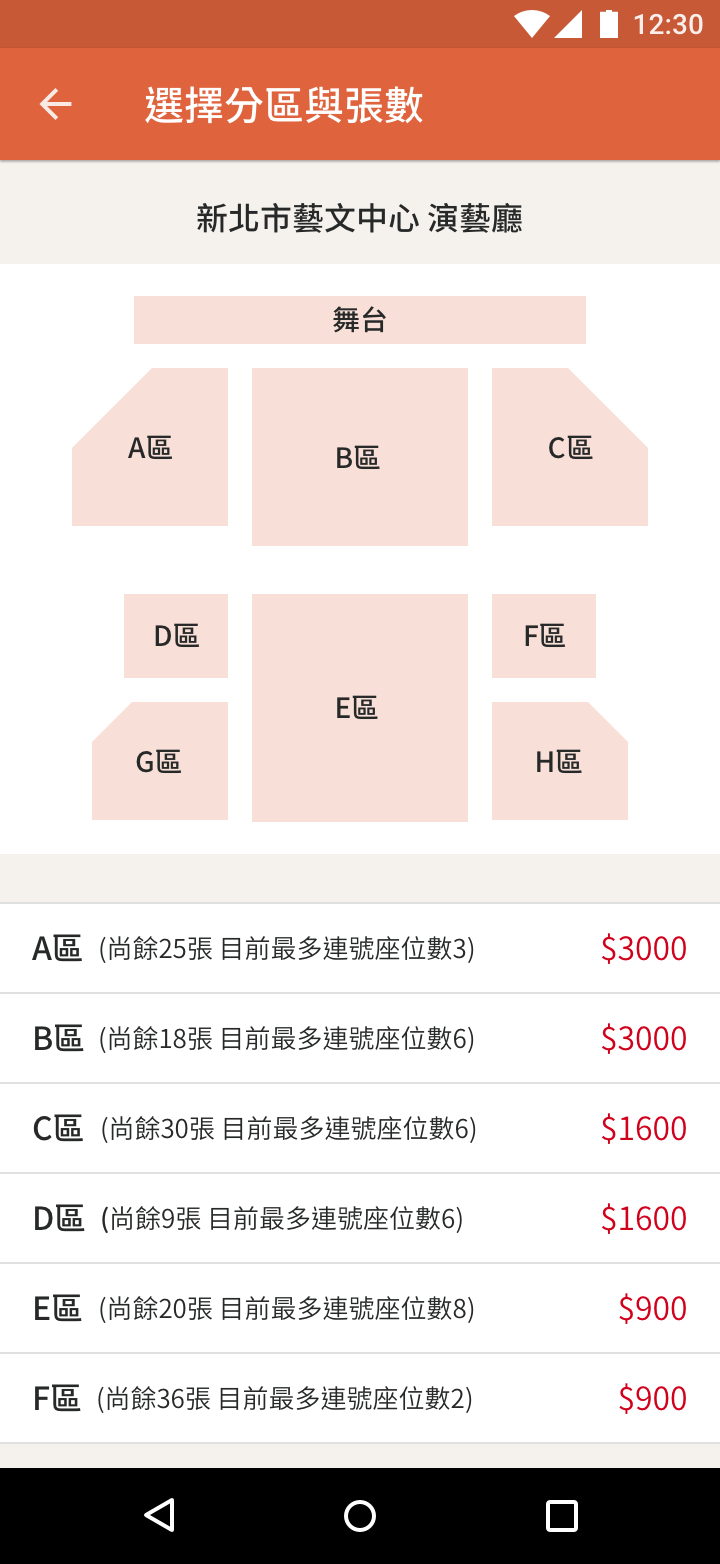 12:30
選擇分區與張數
新北市藝文中心 演藝廳
舞台
A區
B區
C區
D區
F區
E區
G區
H區
A區 (尚餘25張 目前最多連號座位數3) $3000
B區 (尚餘18張 目前最多連號座位數6) $3000
C區 (尚餘30張 目前最多連號座位數6) $1600
D區 (尚餘9張 目前最多連號座位數6) $1600
E區 (尚餘20張 目前最多連號座位數8) $900
F區 (尚餘36張 目前最多連號座位數2) $900